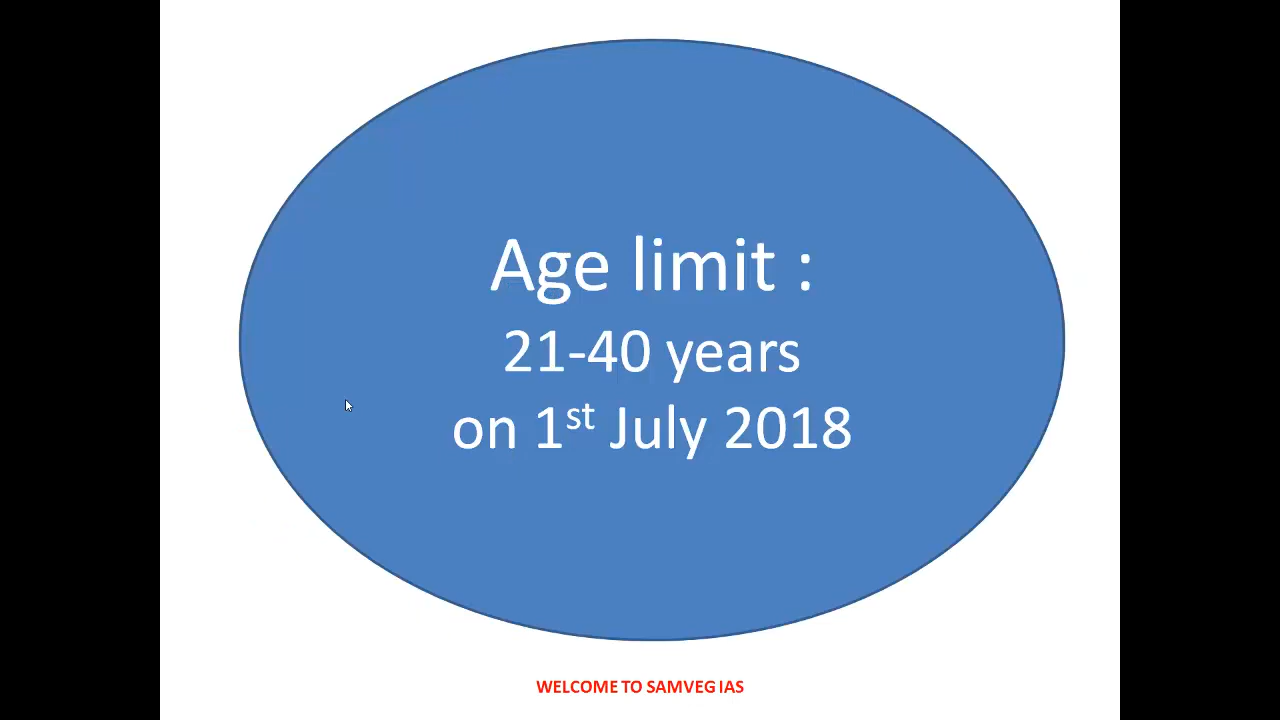 Age limit :
21-40 years
on 1st July 2018
WELCOME TO SAMVEG IAS